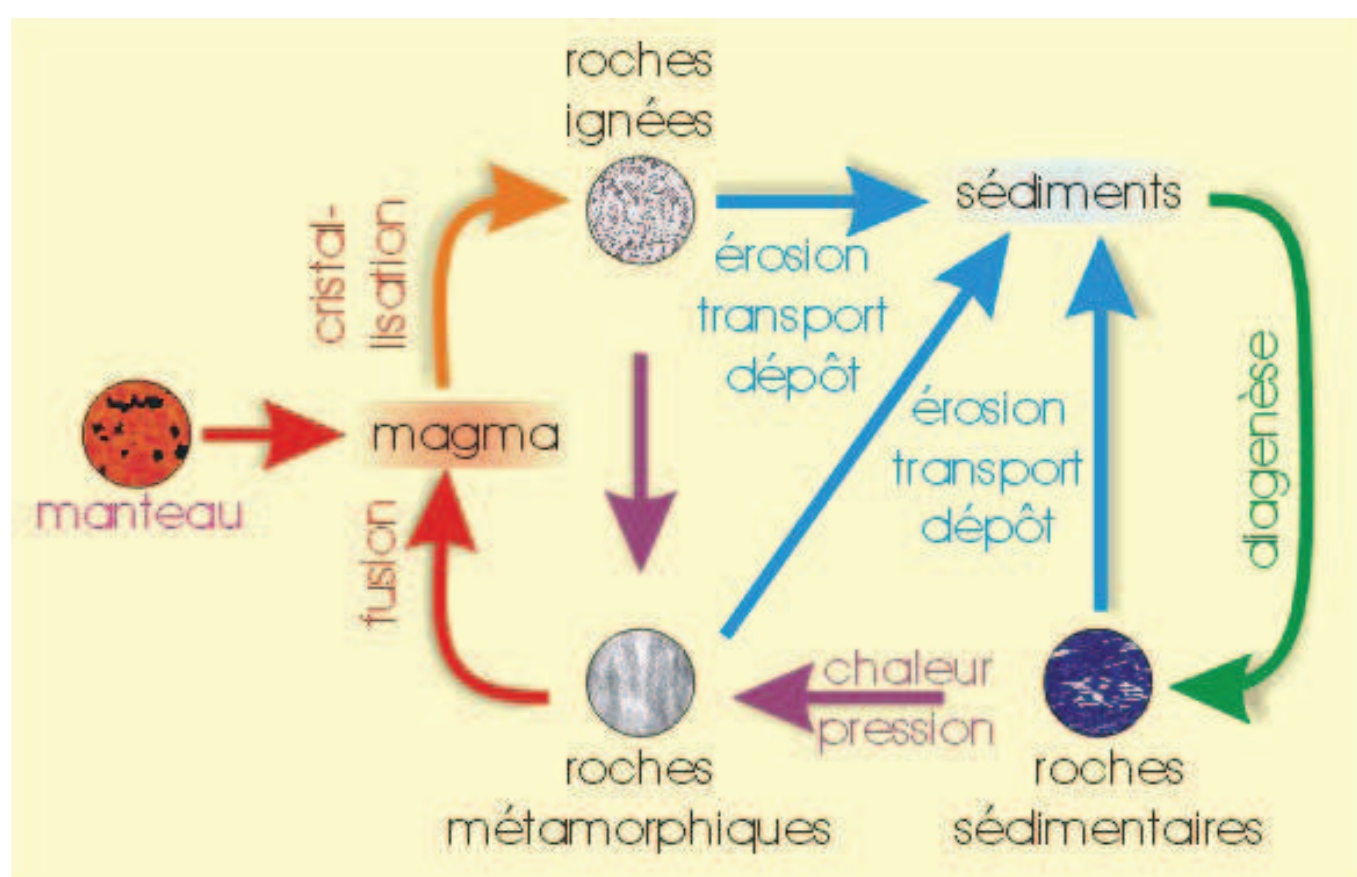 roches
ignées
cristal-
lisation
sédiments
érosion
transport
dépôt
magma
manteau
érosion
transport
dépôt
diagenèse
fusion
chaleur
pression
roches
métamorphiques
roches
sédimentaires